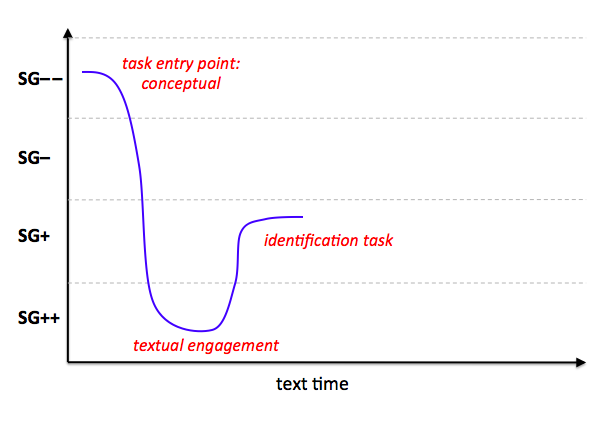 task entry point:
conceptual
SG– –
SG–
SG+
identification task
SG++
textual engagement
text time